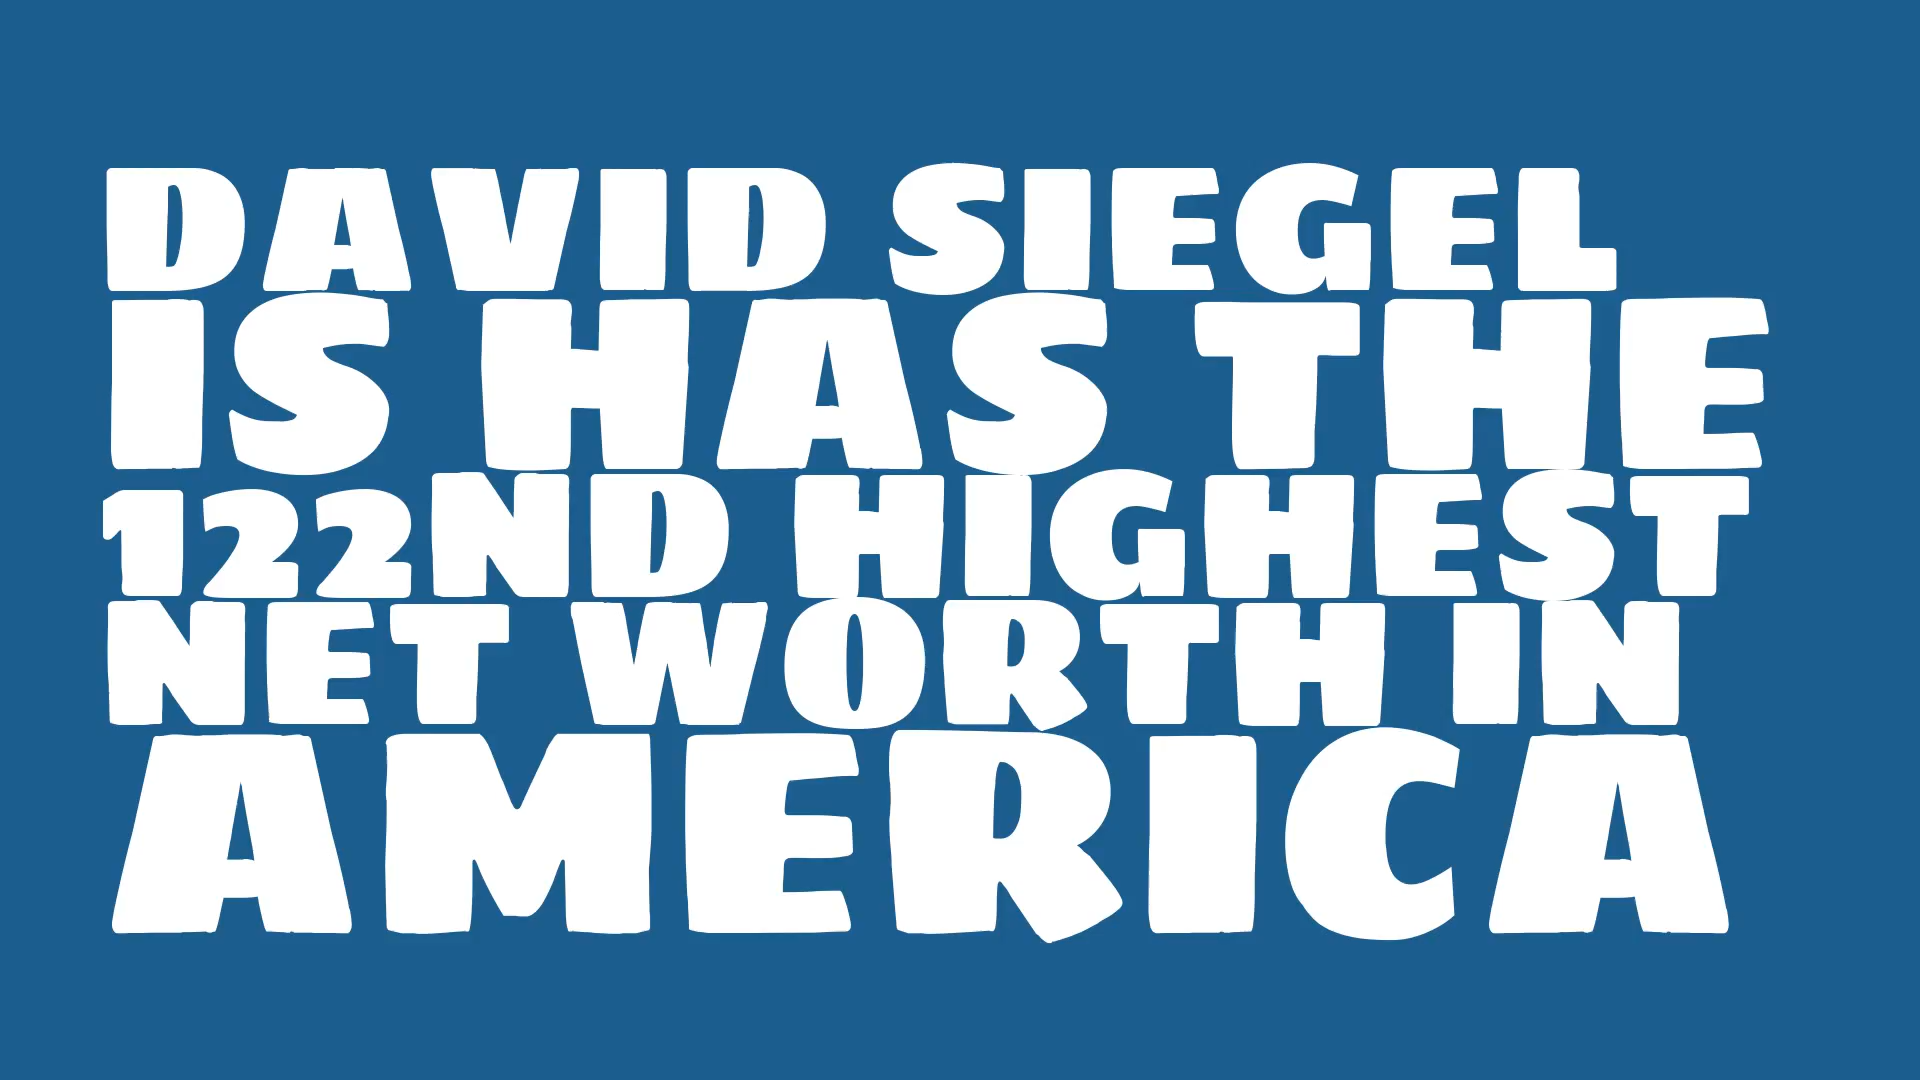 DAVID SIEGEL
IS HAS THE
122ND HIGHEST
NET WORTH IN
AMERICA